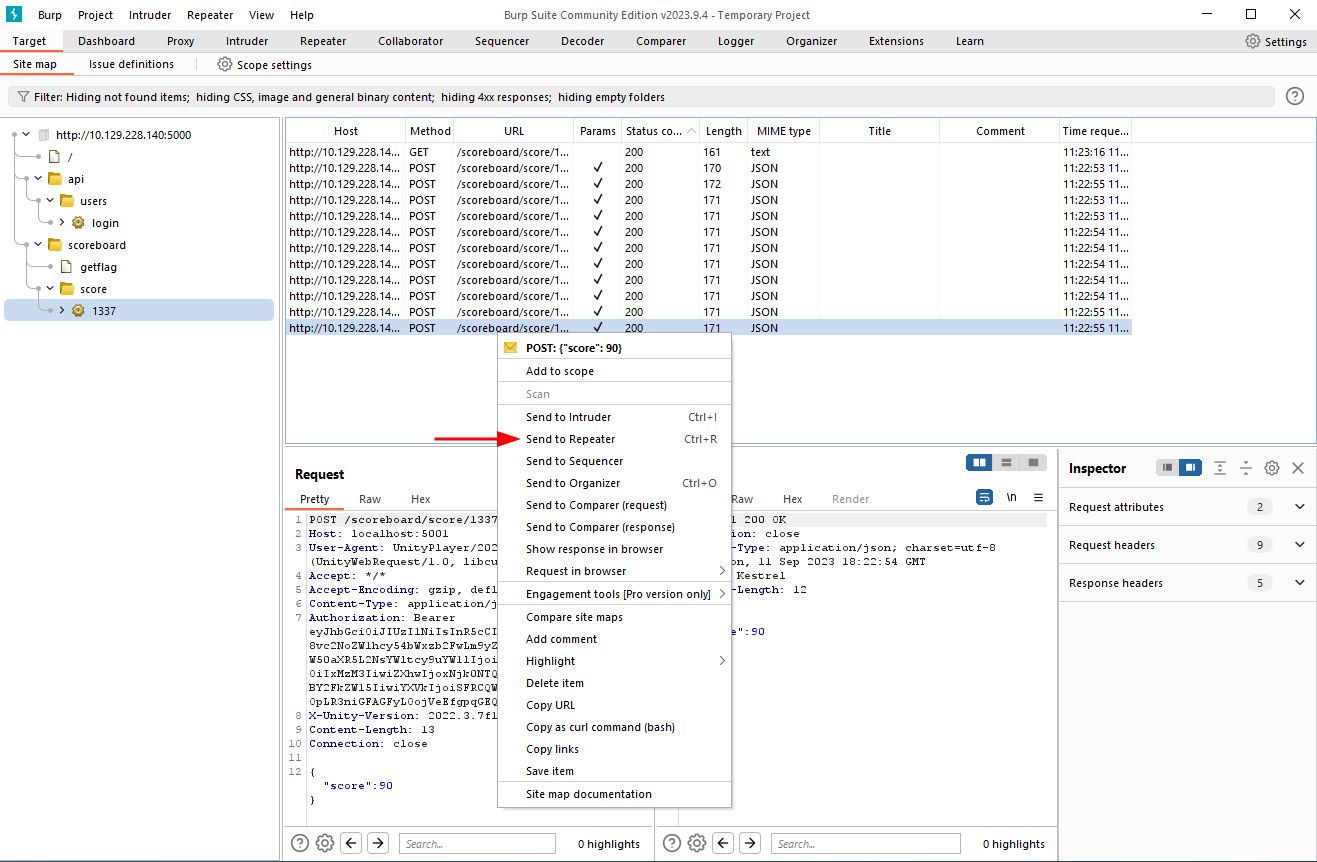 Burp Project Intruder Repeater View Help Burp Suite Community Edition v2023.9.4 - Temporary Project
Target Dashboard Proxy Intruder Repeater Collaborator Sequencer Decoder Comparer Logger Organizer Extensions Learn Settings
Site map Issue definitions Scope settings
Filter: Hiding not found items; hiding CSS, image and general binary content; hiding 4xx responses; hiding empty folders
http://10.129.228.140:5000
/
api
users
login
scoreboard
getflag
score
1337
Host Method URL Params Status co... Length MIME type Title Comment Time reque...
http://10.129.228.14... GET /scoreboard/score/1... 200 161 text 11:23:16 11...
http://10.129.228.14... POST /scoreboard/score/1... ✓ 200 170 JSON 11:22:53 11...
http://10.129.228.14... POST /scoreboard/score/1... ✓ 200 172 JSON 11:22:55 11...
http://10.129.228.14... POST /scoreboard/score/1... ✓ 200 171 JSON 11:22:53 11...
http://10.129.228.14... POST /scoreboard/score/1... ✓ 200 171 JSON 11:22:53 11...
http://10.129.228.14... POST /scoreboard/score/1... ✓ 200 171 JSON 11:22:54 11...
http://10.129.228.14... POST /scoreboard/score/1... ✓ 200 171 JSON 11:22:54 11...
http://10.129.228.14... POST /scoreboard/score/1... ✓ 200 171 JSON 11:22:54 11...
http://10.129.228.14... POST /scoreboard/score/1... ✓ 200 171 JSON 11:22:54 11...
http://10.129.228.14... POST /scoreboard/score/1... ✓ 200 171 JSON 11:22:54 11...
http://10.129.228.14... POST /scoreboard/score/1... ✓ 200 171 JSON 11:22:55 11...
http://10.129.228.14... POST /scoreboard/score/1... ✓ 200 171 JSON 11:22:55 11...
POST: {"score": 90}
Add to scope
Scan
Send to Intruder Ctrl+I
Send to Repeater Ctrl+R
Send to Sequencer
Send to Organizer Ctrl+O
Send to Comparer (request)
Send to Comparer (response)
Show response in browser
Request in browser
Engagement tools [Pro version only]
Compare site maps
Add comment
Highlight
Delete item
Copy URL
Copy as curl command (bash)
Copy links
Save item
Site map documentation
Request
Pretty Raw Hex
1 POST /scoreboard/score/1337
2 Host: localhost:5001
3 User-Agent: UnityPlayer/202
(UnityWebRequest/1.0, libcu
4 Accept: */*
5 Accept-Encoding: gzip, defl
6 Content-Type: application/j
7 Authorization: Bearer
8 X-Unity-Version: 2022.3.7f1
9 Content-Length: 13
10 Connection: close
11
12 {
"score":90
}
Search... 0 highlights
Raw Hex Render \n
1 200 OK
ion: close
-Type: application/json; charset=utf-8
on, 11 Sep 2023 18:22:54 GMT
Kestrel
-Length: 12
e":90
Search... 0 highlights
Inspector
Request attributes 2
Request headers 9
Response headers 5